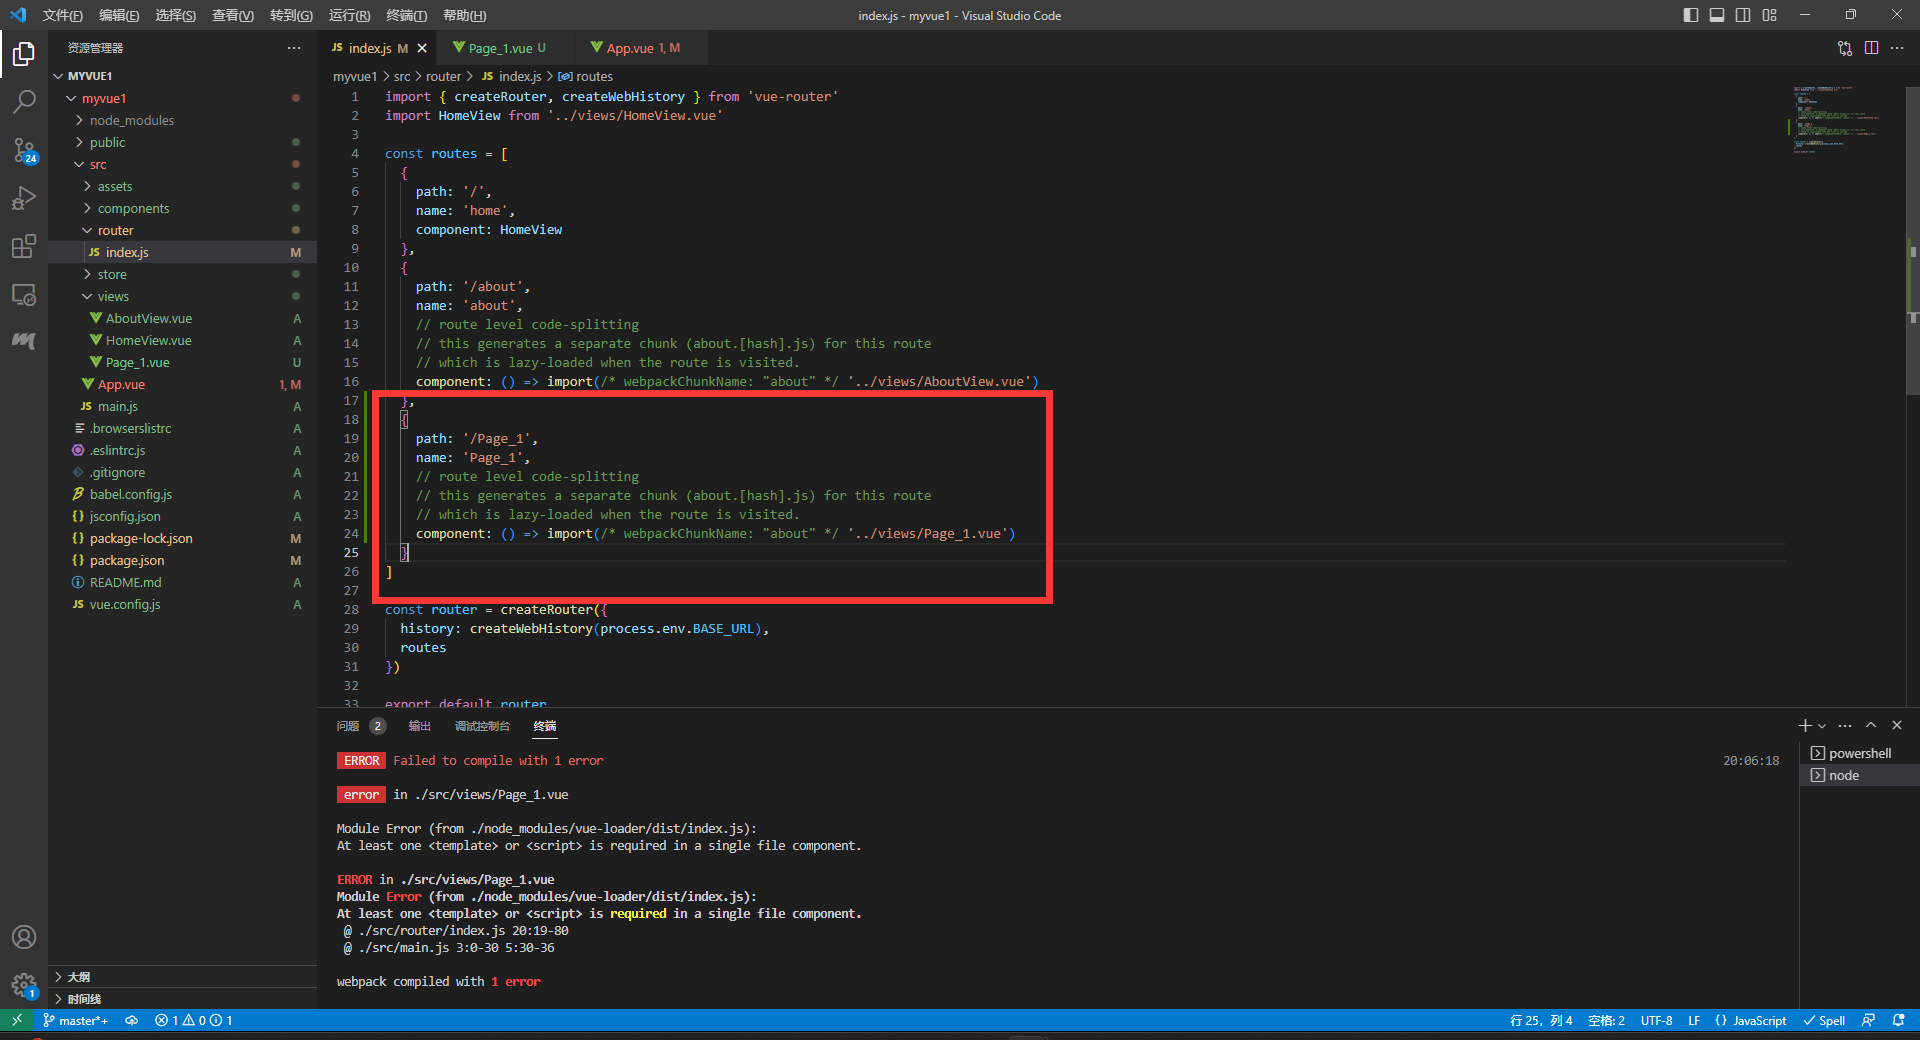 文件(F) 编辑(E) 选择(S) 查看(V) 转到(G) 运行(R) 终端(T) 帮助(H) index.js - myvue1 - Visual Studio Code
资源管理器
MYVUE1
myvue1
node_modules
public
src
assets
components
router
JS index.js M
store
views
AboutView.vue A
HomeView.vue A
Page_1.vue U
App.vue 1, M
JS main.js A
.browserslistrc A
.eslintrc.js A
.gitignore A
babel.config.js A
{} jsconfig.json A
{} package-lock.json M
{} package.json M
README.md A
JS vue.config.js A
大纲
时间线
24
1
JS index.js M Page_1.vue U App.vue 1, M
myvue1 > src > router > JS index.js > routes
1 import { createRouter, createWebHistory } from 'vue-router'
2 import HomeView from '../views/HomeView.vue'
3
4 const routes = [
5 {
6 path: '/',
7 name: 'home',
8 component: HomeView
9 },
10 {
11 path: '/about',
12 name: 'about',
13 // route level code-splitting
14 // this generates a separate chunk (about.[hash].js) for this route
15 // which is lazy-loaded when the route is visited.
16 component: () => import(/* webpackChunkName: "about" */ '../views/AboutView.vue')
17 },
18 {
19 path: '/Page_1',
20 name: 'Page_1',
21 // route level code-splitting
22 // this generates a separate chunk (about.[hash].js) for this route
23 // which is lazy-loaded when the route is visited.
24 component: () => import(/* webpackChunkName: "about" */ '../views/Page_1.vue')
25 }
26 ]
27
28 const router = createRouter({
29 history: createWebHistory(process.env.BASE_URL),
30 routes
31 })
32
33 export default router
问题 2 输出 调试控制台 终端
ERROR Failed to compile with 1 error 20:06:18
error in ./src/views/Page_1.vue
Module Error (from ./node_modules/vue-loader/dist/index.js):
At least one <template> or <script> is required in a single file component.
ERROR in ./src/views/Page_1.vue
Module Error (from ./node_modules/vue-loader/dist/index.js):
At least one <template> or <script> is required in a single file component.
@ ./src/router/index.js 20:19-80
@ ./src/main.js 3:0-30 5:30-36
webpack compiled with 1 error
powershell
node
master*+ 1 0 1 行 25，列 4 空格: 2 UTF-8 LF {} JavaScript Spell